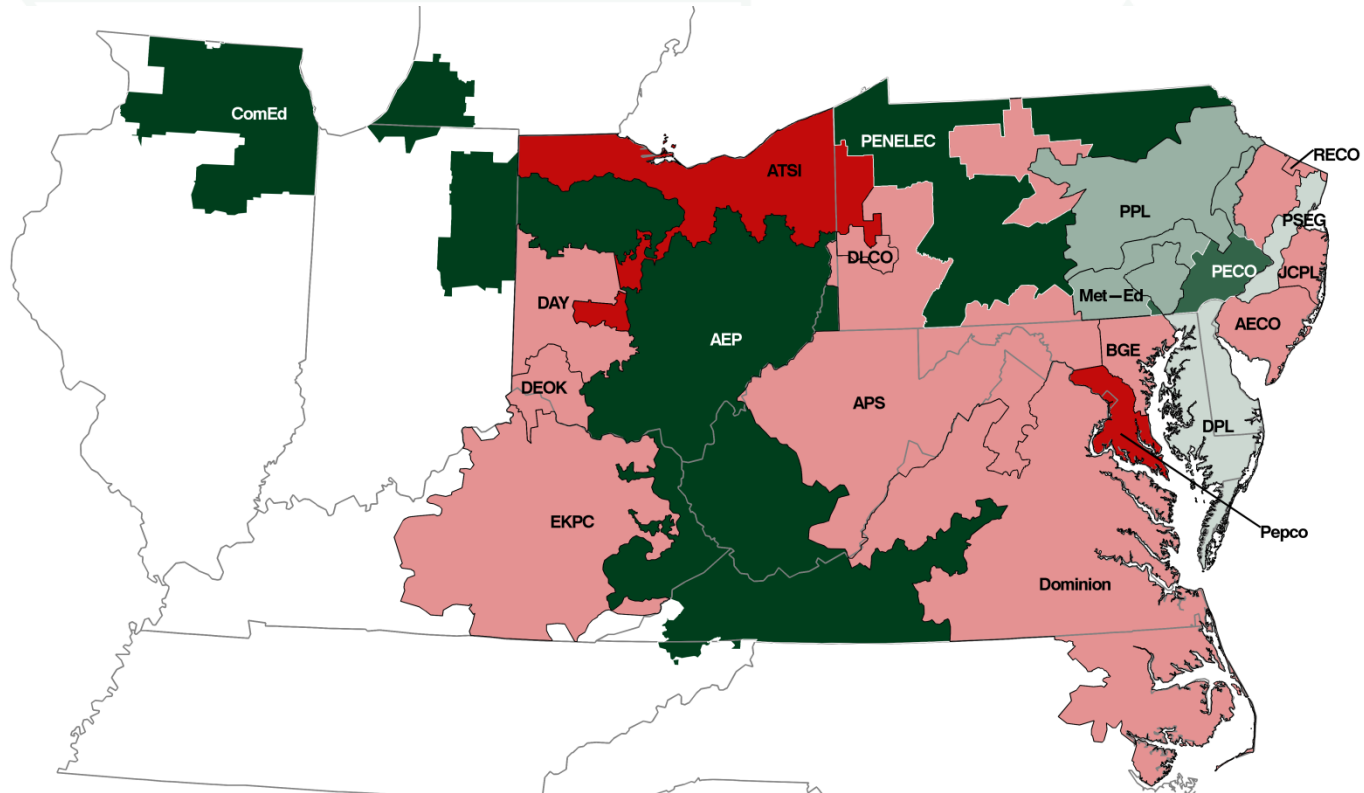 ComEd
PENELEC
RECO
ATSI
PPL
PSEG
DLCO
PECO
JCPL
Met—Ed
DAY
AECO
AEP
BGE
DEOK
APS
DPL
EKPC
Pepco
Dominion